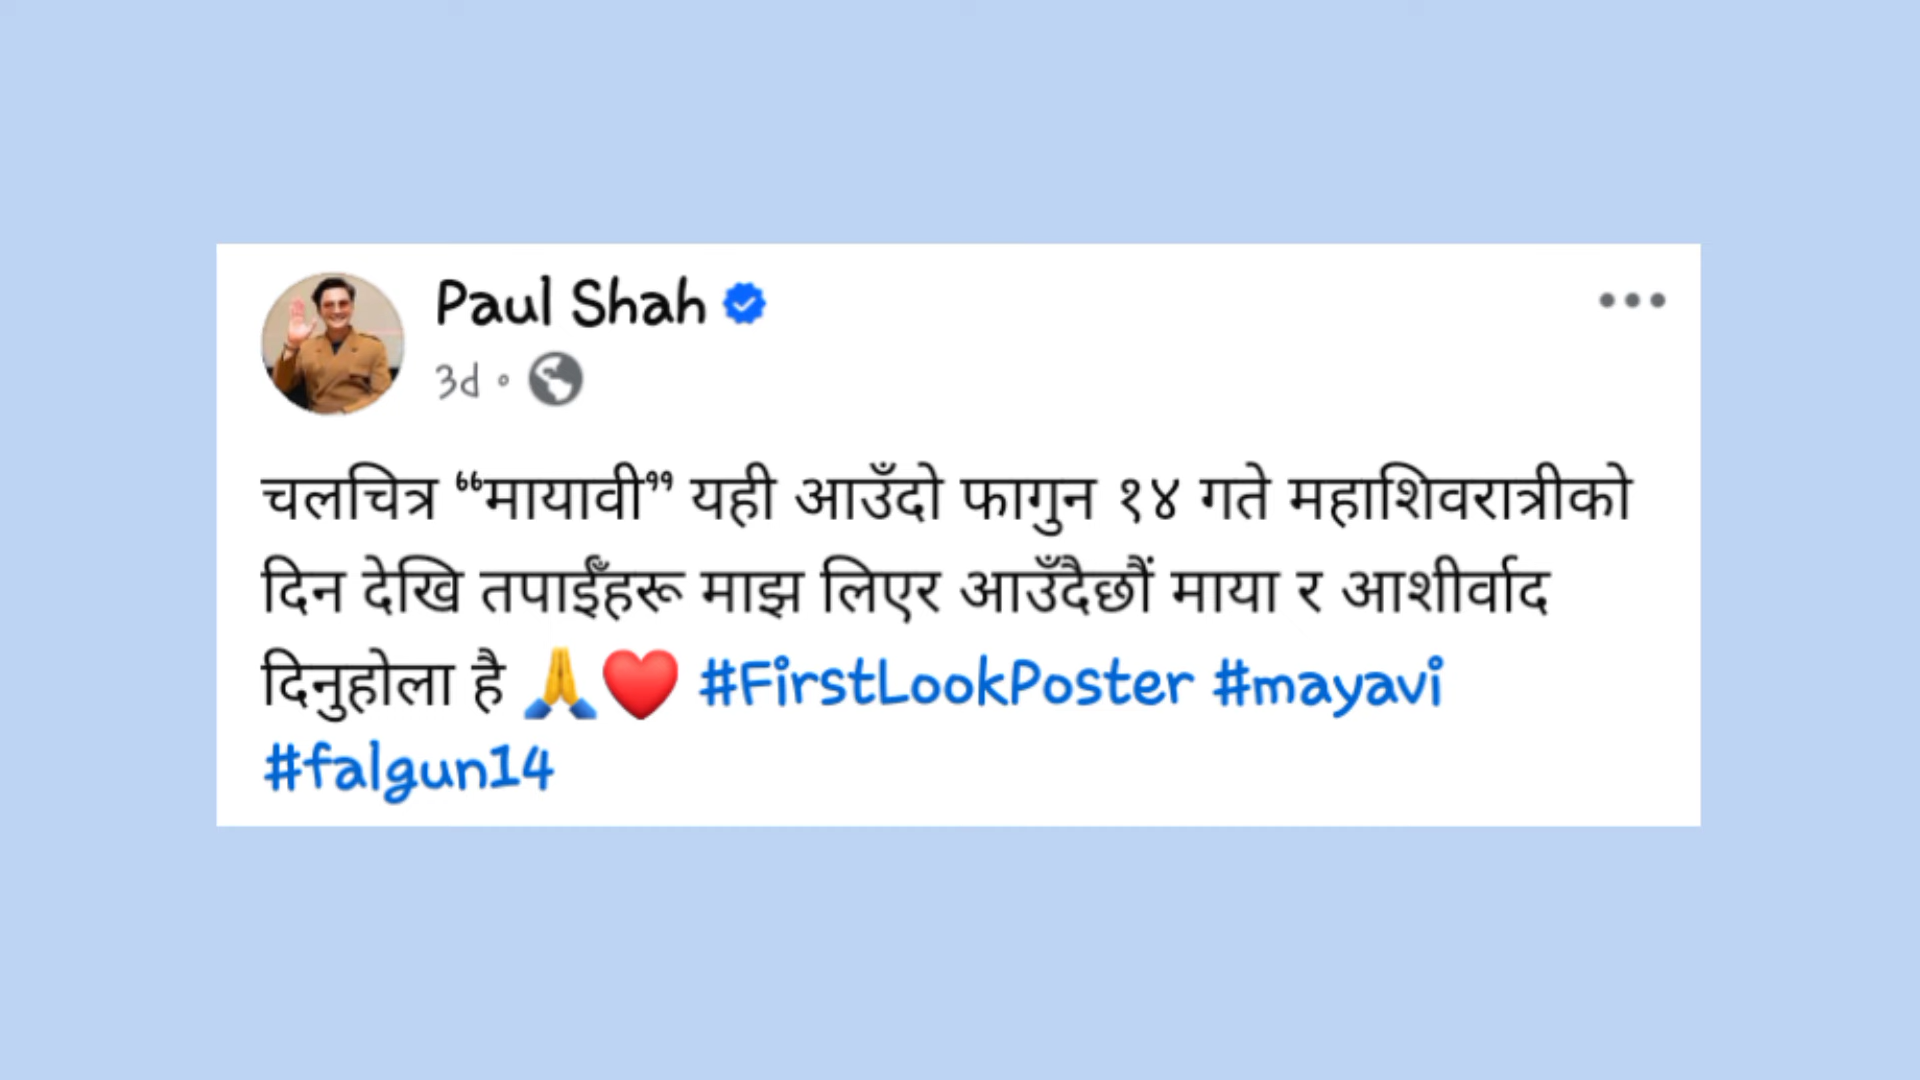 Paul Shah
3d
चलचित्र “मायावी” यही आउँदो फागुन १४ गते महाशिवरात्रीको
दिन देखि तपाईँहरू माझ लिएर आउँदैछौं माया र आशीर्वाद
दिनुहोला है 🙏❤️ #FirstLookPoster #mayavi
#falgun14